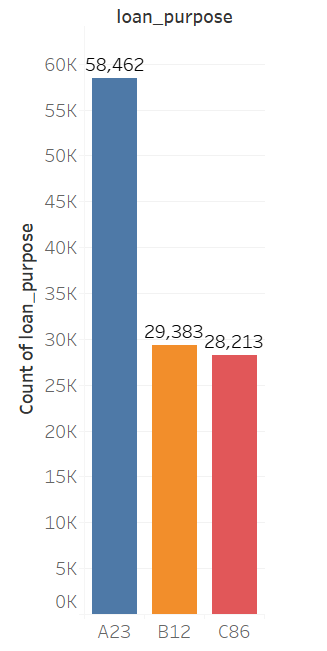 loan_purpose
Count of loan_purpose
60K
55K
50K
45K
40K
35K
30K
25K
20K
15K
10K
5K
0K
58,462
29,383
28,213
A23 B12 C86